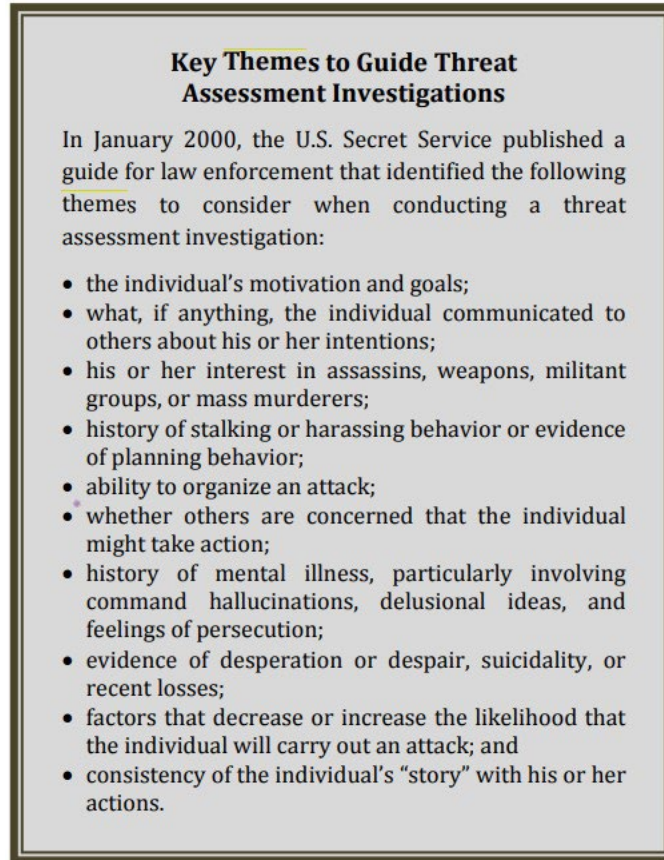 Key Themes to Guide Threat
Assessment Investigations
In January 2000, the U.S. Secret Service published a
guide for law enforcement that identified the following
themes to consider when conducting a threat
assessment investigation:
• the individual’s motivation and goals;
• what, if anything, the individual communicated to
others about his or her intentions;
• his or her interest in assassins, weapons, militant
groups, or mass murderers;
• history of stalking or harassing behavior or evidence
of planning behavior;
• ability to organize an attack;
• whether others are concerned that the individual
might take action;
• history of mental illness, particularly involving
command hallucinations, delusional ideas, and
feelings of persecution;
• evidence of desperation or despair, suicidality, or
recent losses;
• factors that decrease or increase the likelihood that
the individual will carry out an attack; and
• consistency of the individual’s “story” with his or her
actions.